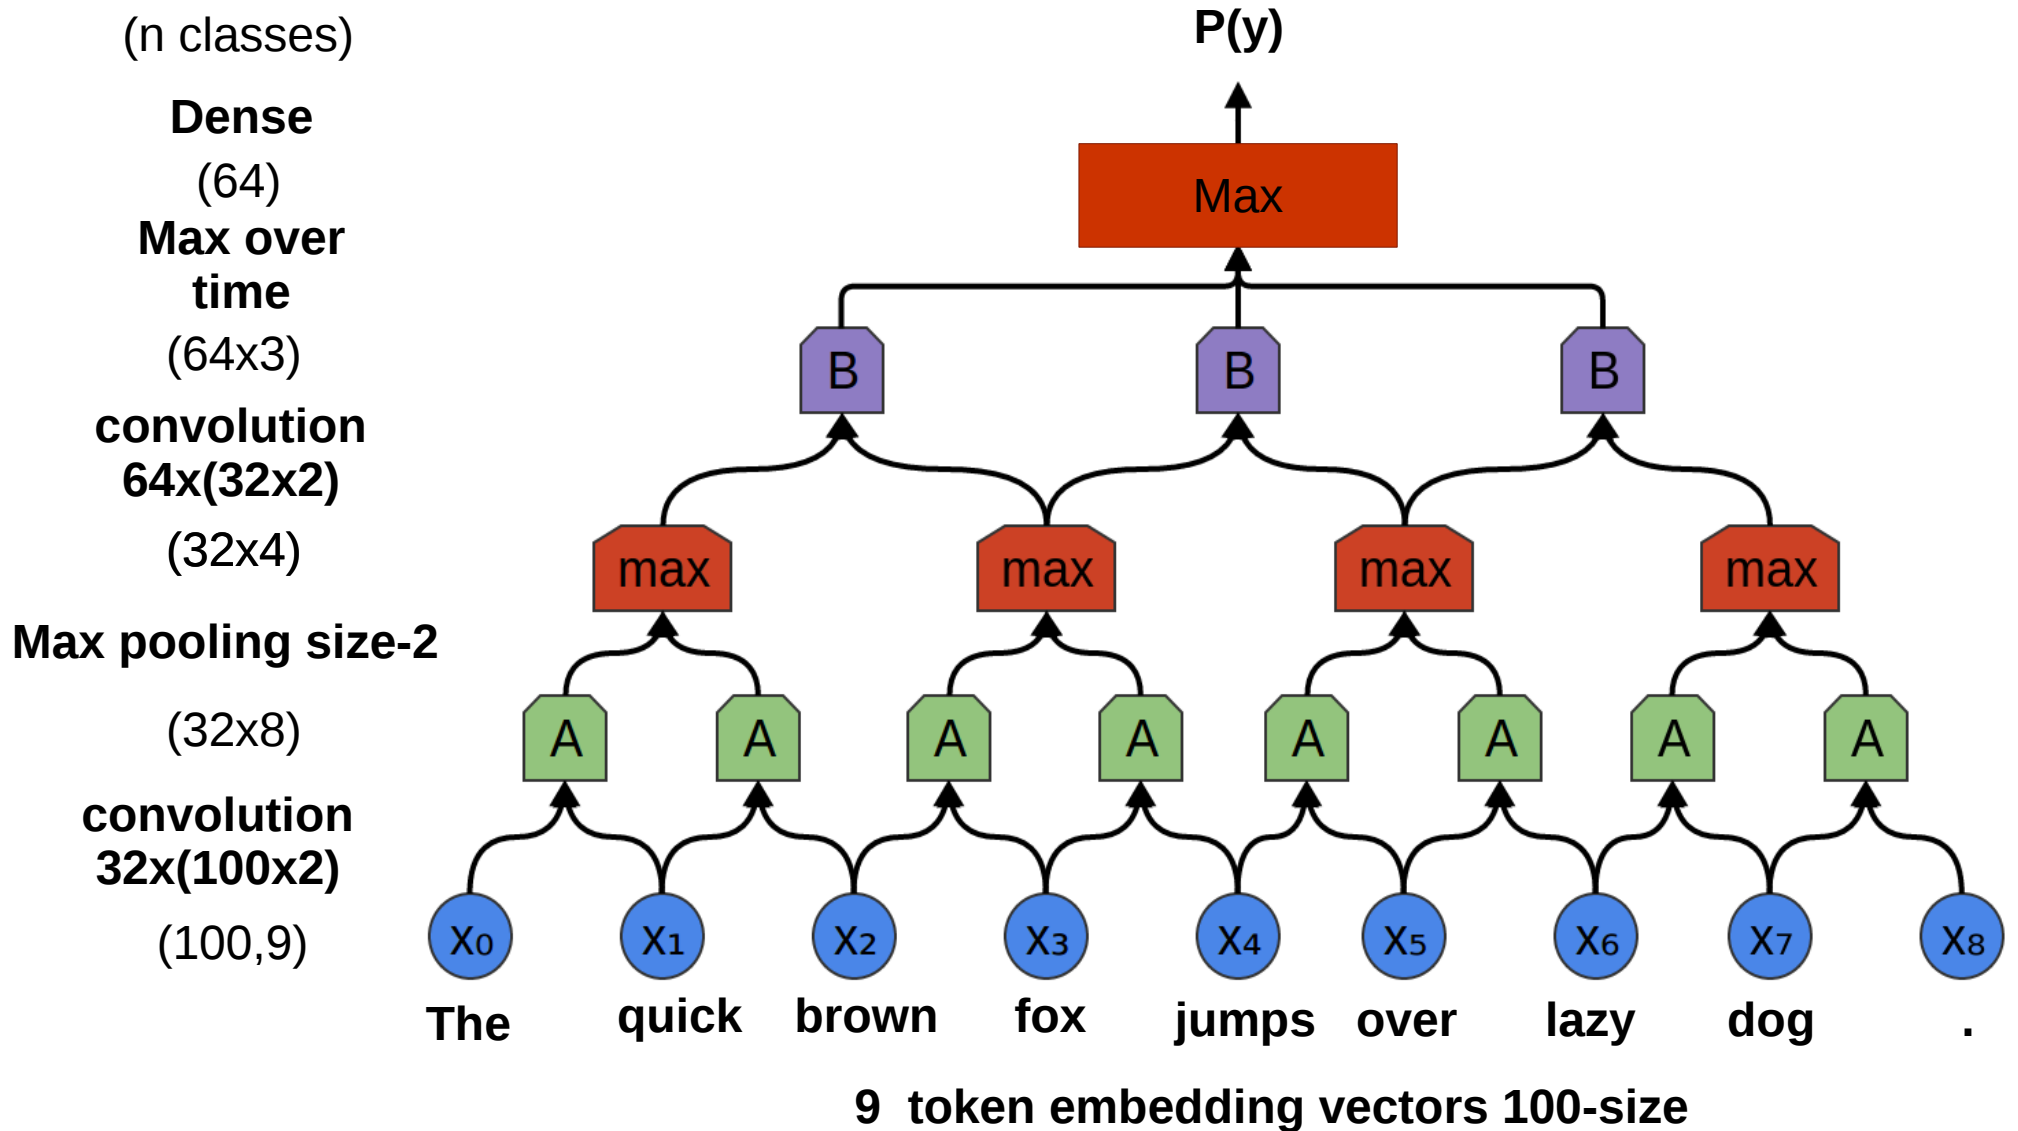 (n classes)
P(y)
Dense
(64)
Max
Max over
time
(64x3)
B B B
convolution
64x(32x2)
(32x4)
max max max max
Max pooling size-2
(32x8)
A A A A A A A A
convolution
32x(100x2)
(100,9)
x₀ x₁ x₂ x₃ x₄ x₅ x₆ x₇ x₈
The quick brown fox jumps over lazy dog .
9 token embedding vectors 100-size